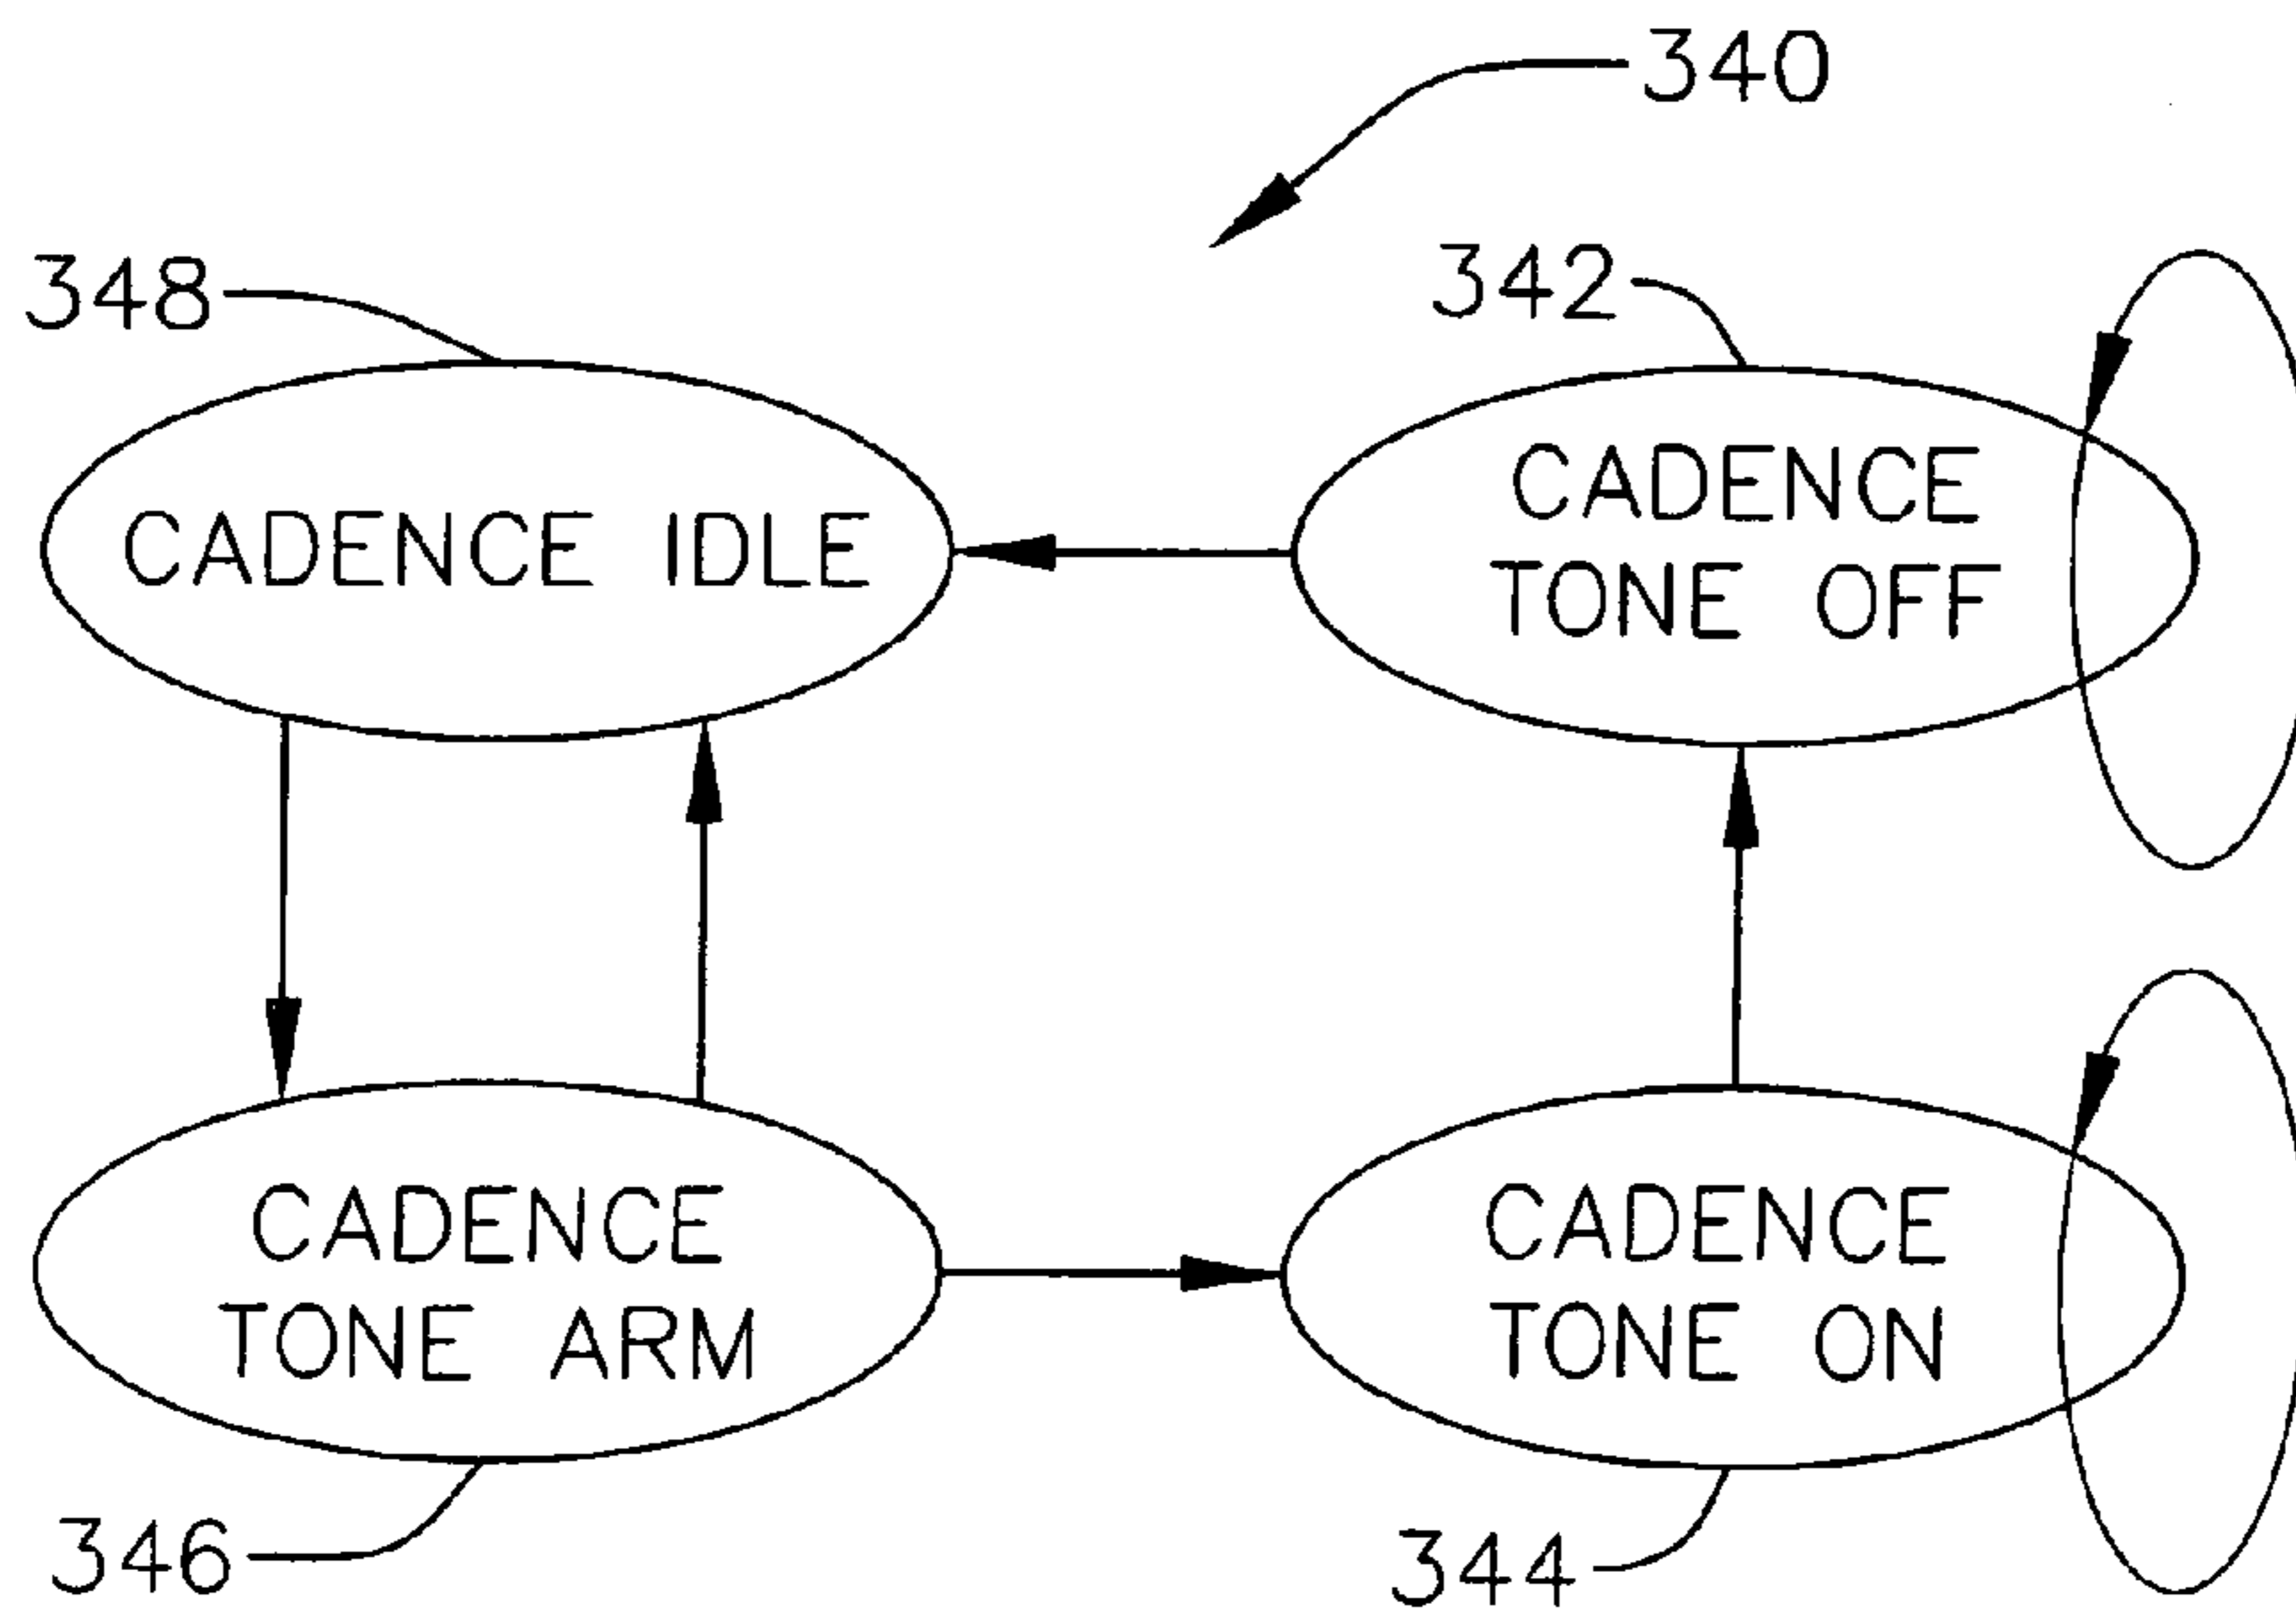 340
348
342
CADENCE IDLE
CADENCE
TONE OFF
CADENCE
TONE ARM
CADENCE
TONE ON
346
344